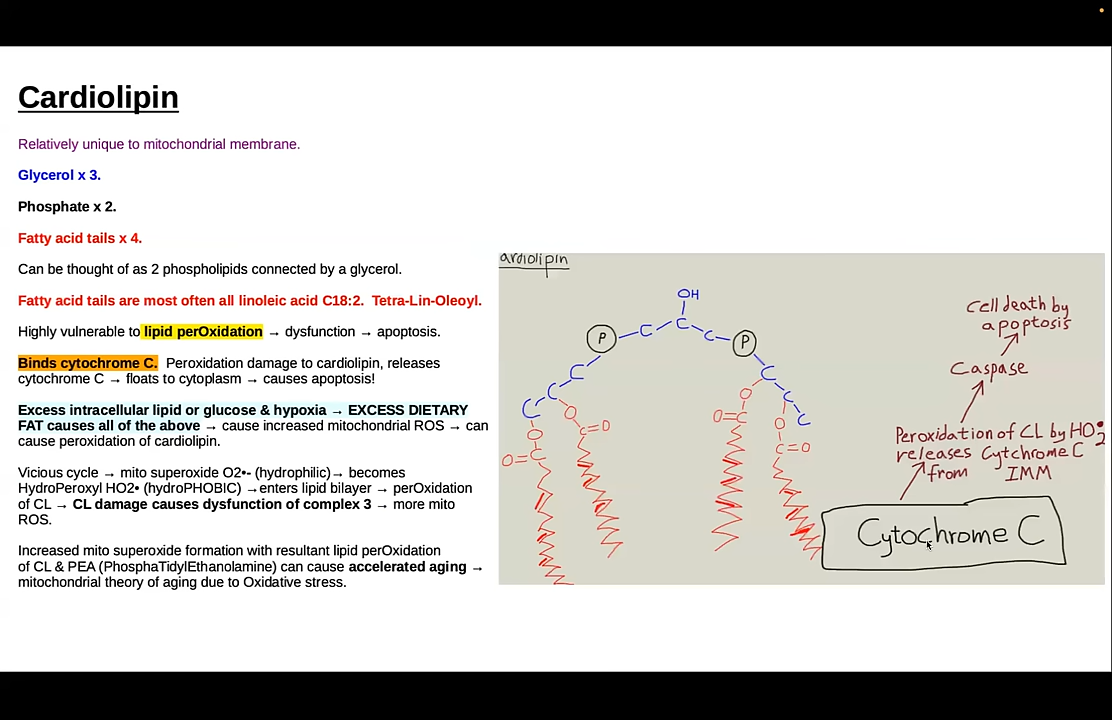 Cardiolipin
Relatively unique to mitochondrial membrane.
Glycerol x 3.
Phosphate x 2.
Fatty acid tails x 4.
Can be thought of as 2 phospholipids connected by a glycerol.
Fatty acid tails are most often all linoleic acid C18:2.  Tetra-Lin-Oleoyl.
Highly vulnerable to lipid perOxidation → dysfunction → apoptosis.
Binds cytochrome C.  Peroxidation damage to cardiolipin, releases
cytochrome C → floats to cytoplasm → causes apoptosis!
Excess intracellular lipid or glucose & hypoxia → EXCESS DIETARY
FAT causes all of the above → cause increased mitochondrial ROS → can
cause peroxidation of cardiolipin.
Vicious cycle → mito superoxide O2•- (hydrophilic)→ becomes
HydroPeroxyl HO2• (hydroPHOBIC) →enters lipid bilayer → perOxidation
of CL → CL damage causes dysfunction of complex 3 → more mito
ROS.
Increased mito superoxide formation with resultant lipid perOxidation
of CL & PEA (PhosphaTidylEthanolamine) can cause accelerated aging →
mitochondrial theory of aging due to Oxidative stress.
ardiolipin
OH
P C C C P
C C
C C O O C C
O C=O O=C O
O=C C=O
Cell death by
apoptosis
Caspase
Peroxidation of CL by HO2•
releases Cytchrome C
from IMM
Cytochrome C